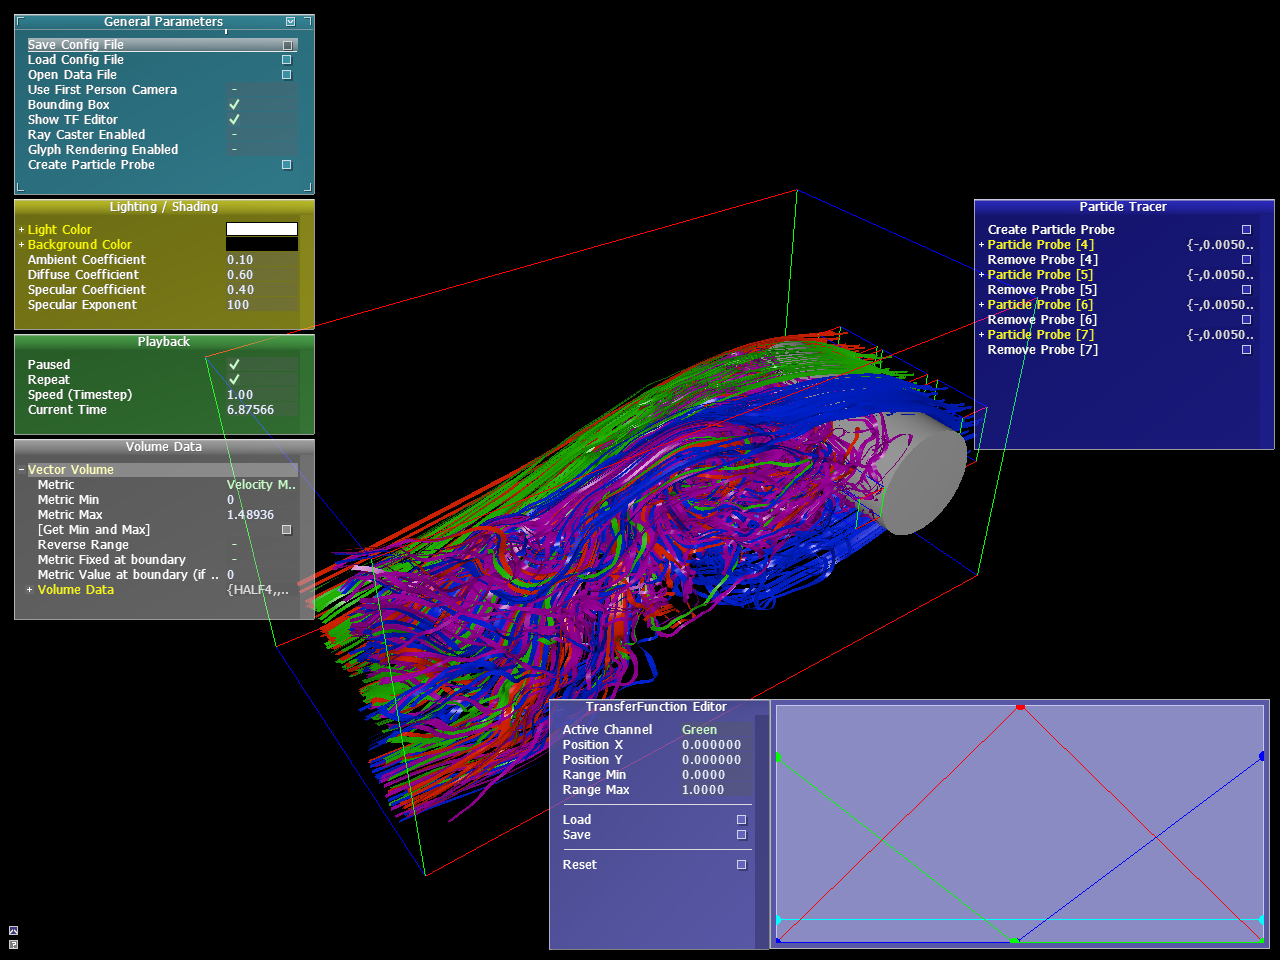 General Parameters
Save Config File
Load Config File
Open Data File
Use First Person Camera -
Bounding Box
Show TF Editor
Ray Caster Enabled -
Glyph Rendering Enabled -
Create Particle Probe
Lighting / Shading
+ Light Color
+ Background Color
Ambient Coefficient 0.10
Diffuse Coefficient 0.60
Specular Coefficient 0.40
Specular Exponent 100
Playback
Paused
Repeat
Speed (Timestep) 1.00
Current Time 6.87566
Volume Data
- Vector Volume
Metric Velocity M..
Metric Min 0
Metric Max 1.48936
[Get Min and Max]
Reverse Range -
Metric Fixed at boundary -
Metric Value at boundary (if .. 0
+ Volume Data {HALF4,,..
Particle Tracer
Create Particle Probe
+ Particle Probe [4] {-,0.0050..
Remove Probe [4]
+ Particle Probe [5] {-,0.0050..
Remove Probe [5]
+ Particle Probe [6] {-,0.0050..
Remove Probe [6]
+ Particle Probe [7] {-,0.0050..
Remove Probe [7]
TransferFunction Editor
Active Channel Green
Position X 0.000000
Position Y 0.000000
Range Min 0.0000
Range Max 1.0000
Load
Save
Reset
?